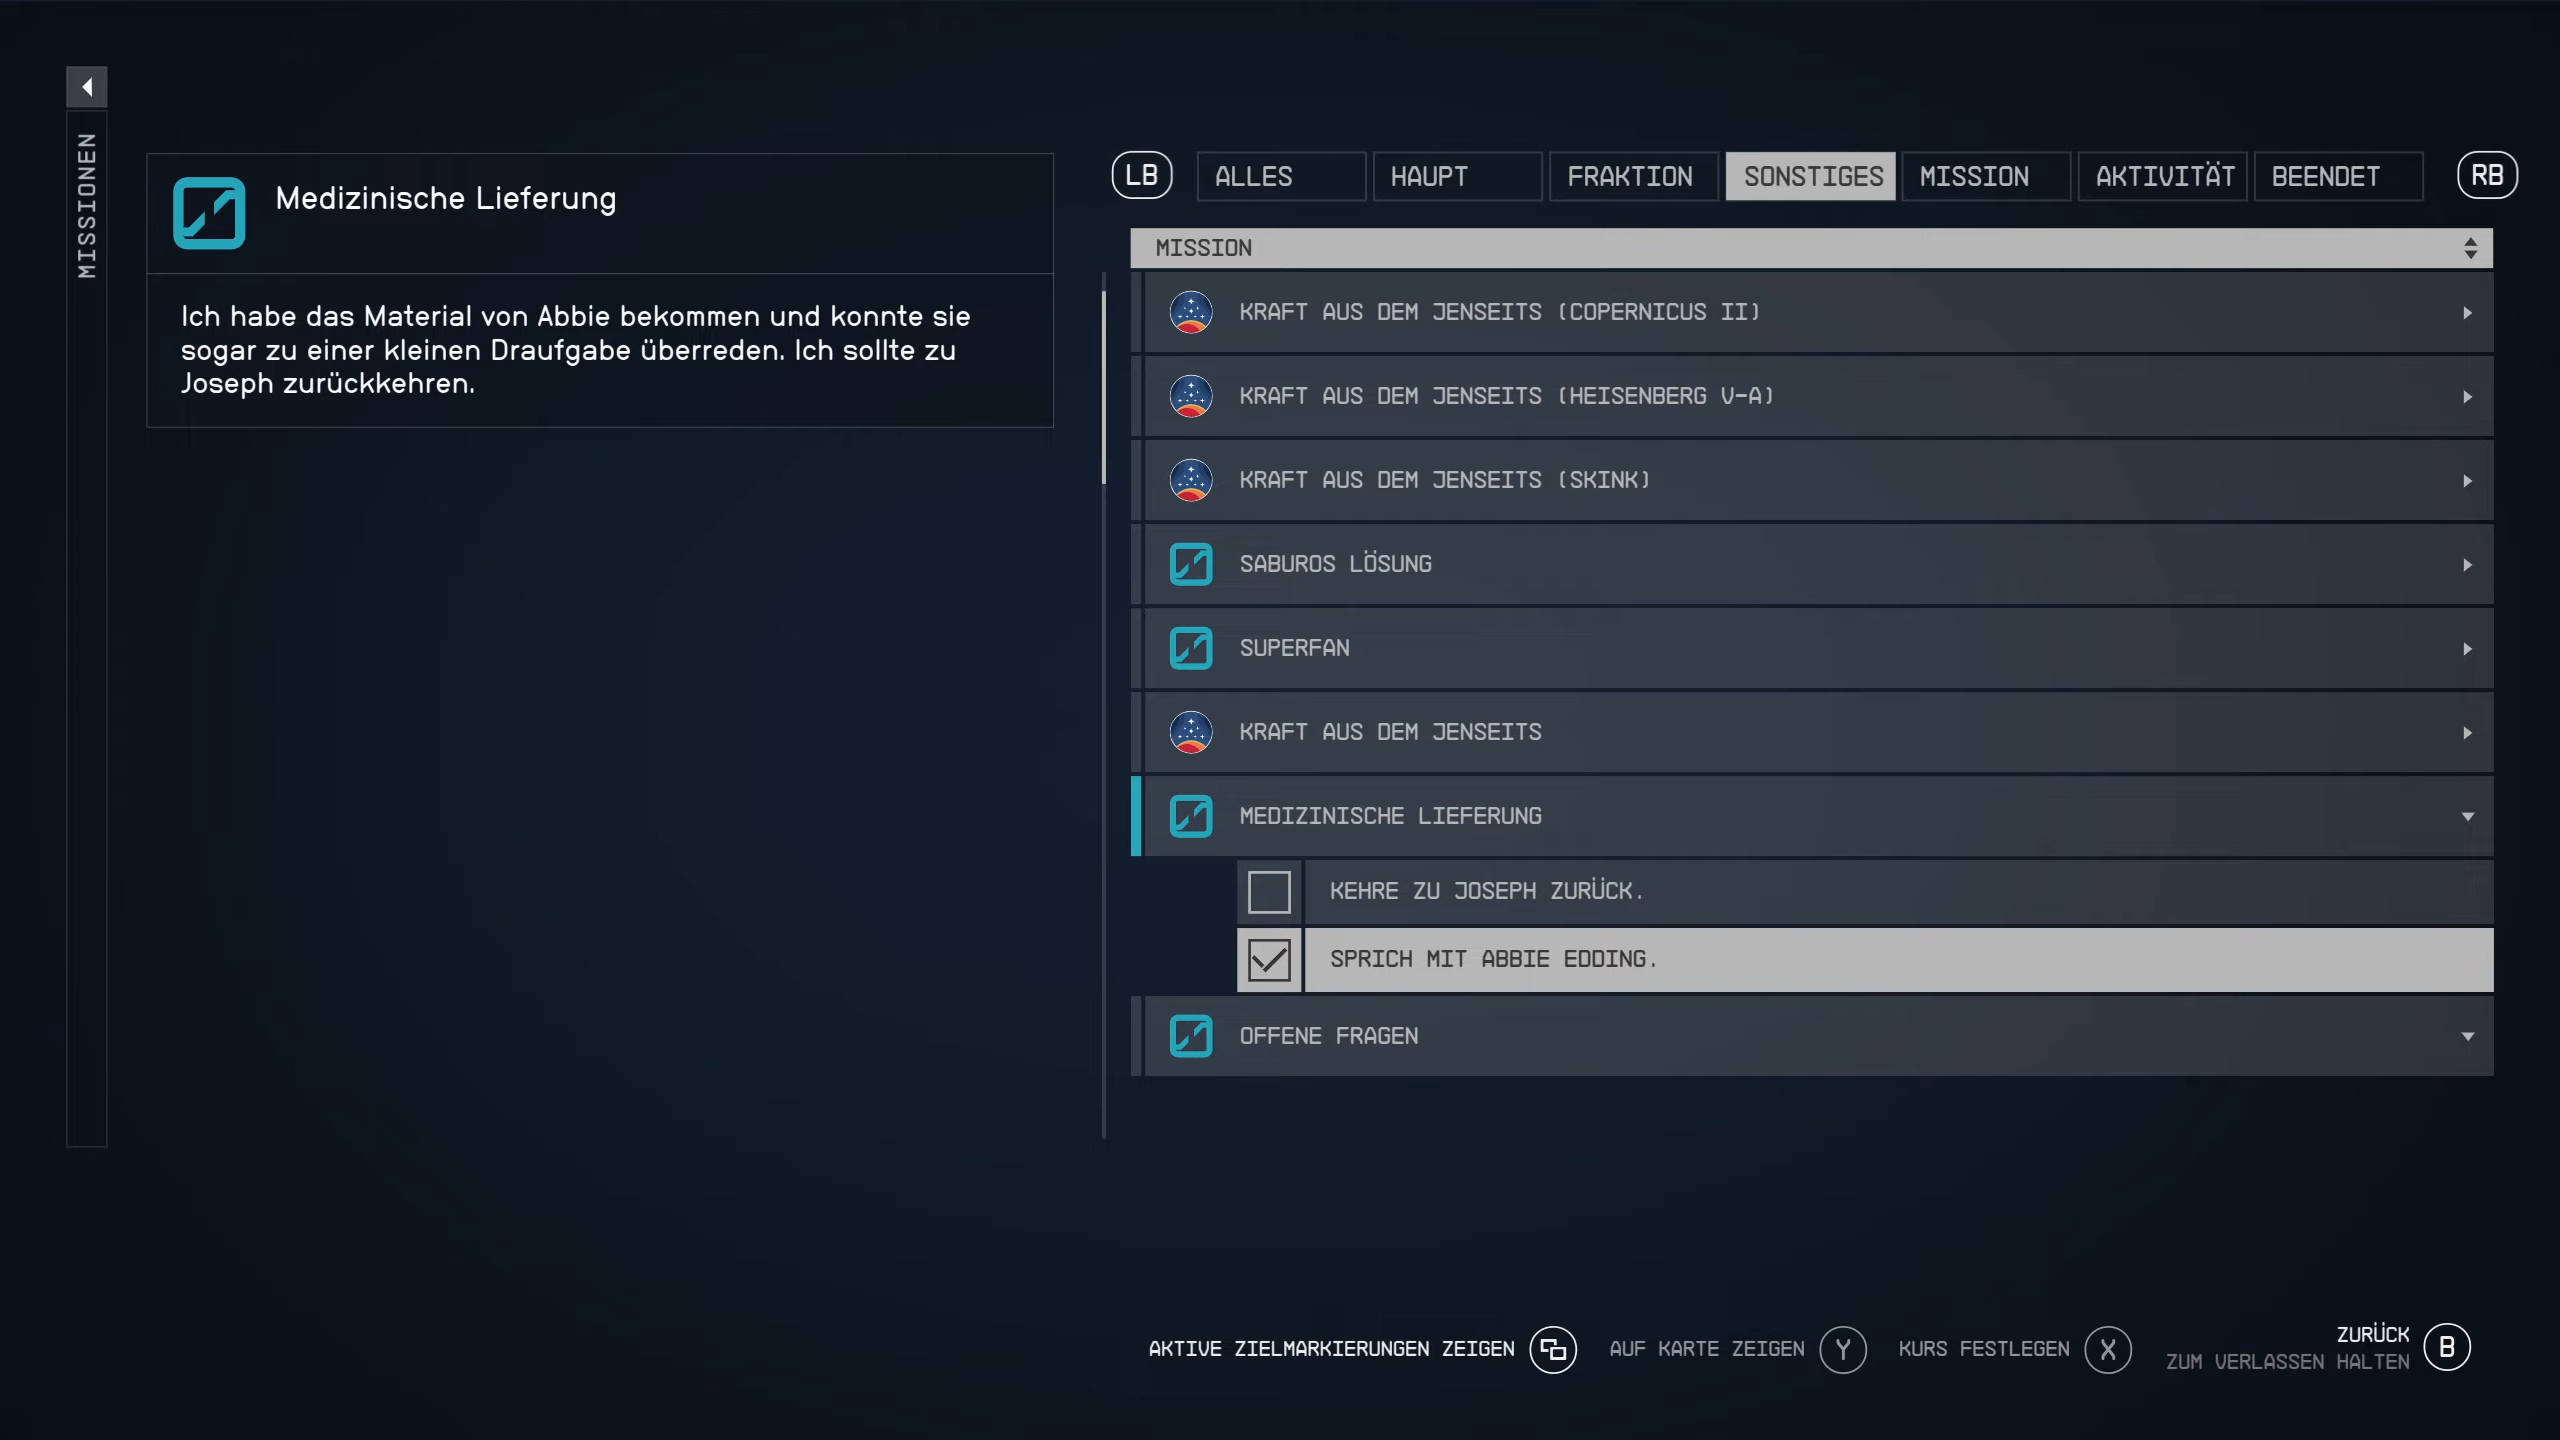 MISSIONEN
Medizinische Lieferung
Ich habe das Material von Abbie bekommen und konnte sie
sogar zu einer kleinen Draufgabe überreden. Ich sollte zu
Joseph zurückkehren.
LB ALLES HAUPT FRAKTION SONSTIGES MISSION AKTIVITÄT BEENDET RB
MISSION
KRAFT AUS DEM JENSEITS (COPERNICUS II)
KRAFT AUS DEM JENSEITS (HEISENBERG V-A)
KRAFT AUS DEM JENSEITS (SKINK)
SABUROS LÖSUNG
SUPERFAN
KRAFT AUS DEM JENSEITS
MEDIZINISCHE LIEFERUNG
KEHRE ZU JOSEPH ZURÜCK.
SPRICH MIT ABBIE EDDING.
OFFENE FRAGEN
AKTIVE ZIELMARKIERUNGEN ZEIGEN AUF KARTE ZEIGEN Y KURS FESTLEGEN X ZURÜCK B
ZUM VERLASSEN HALTEN